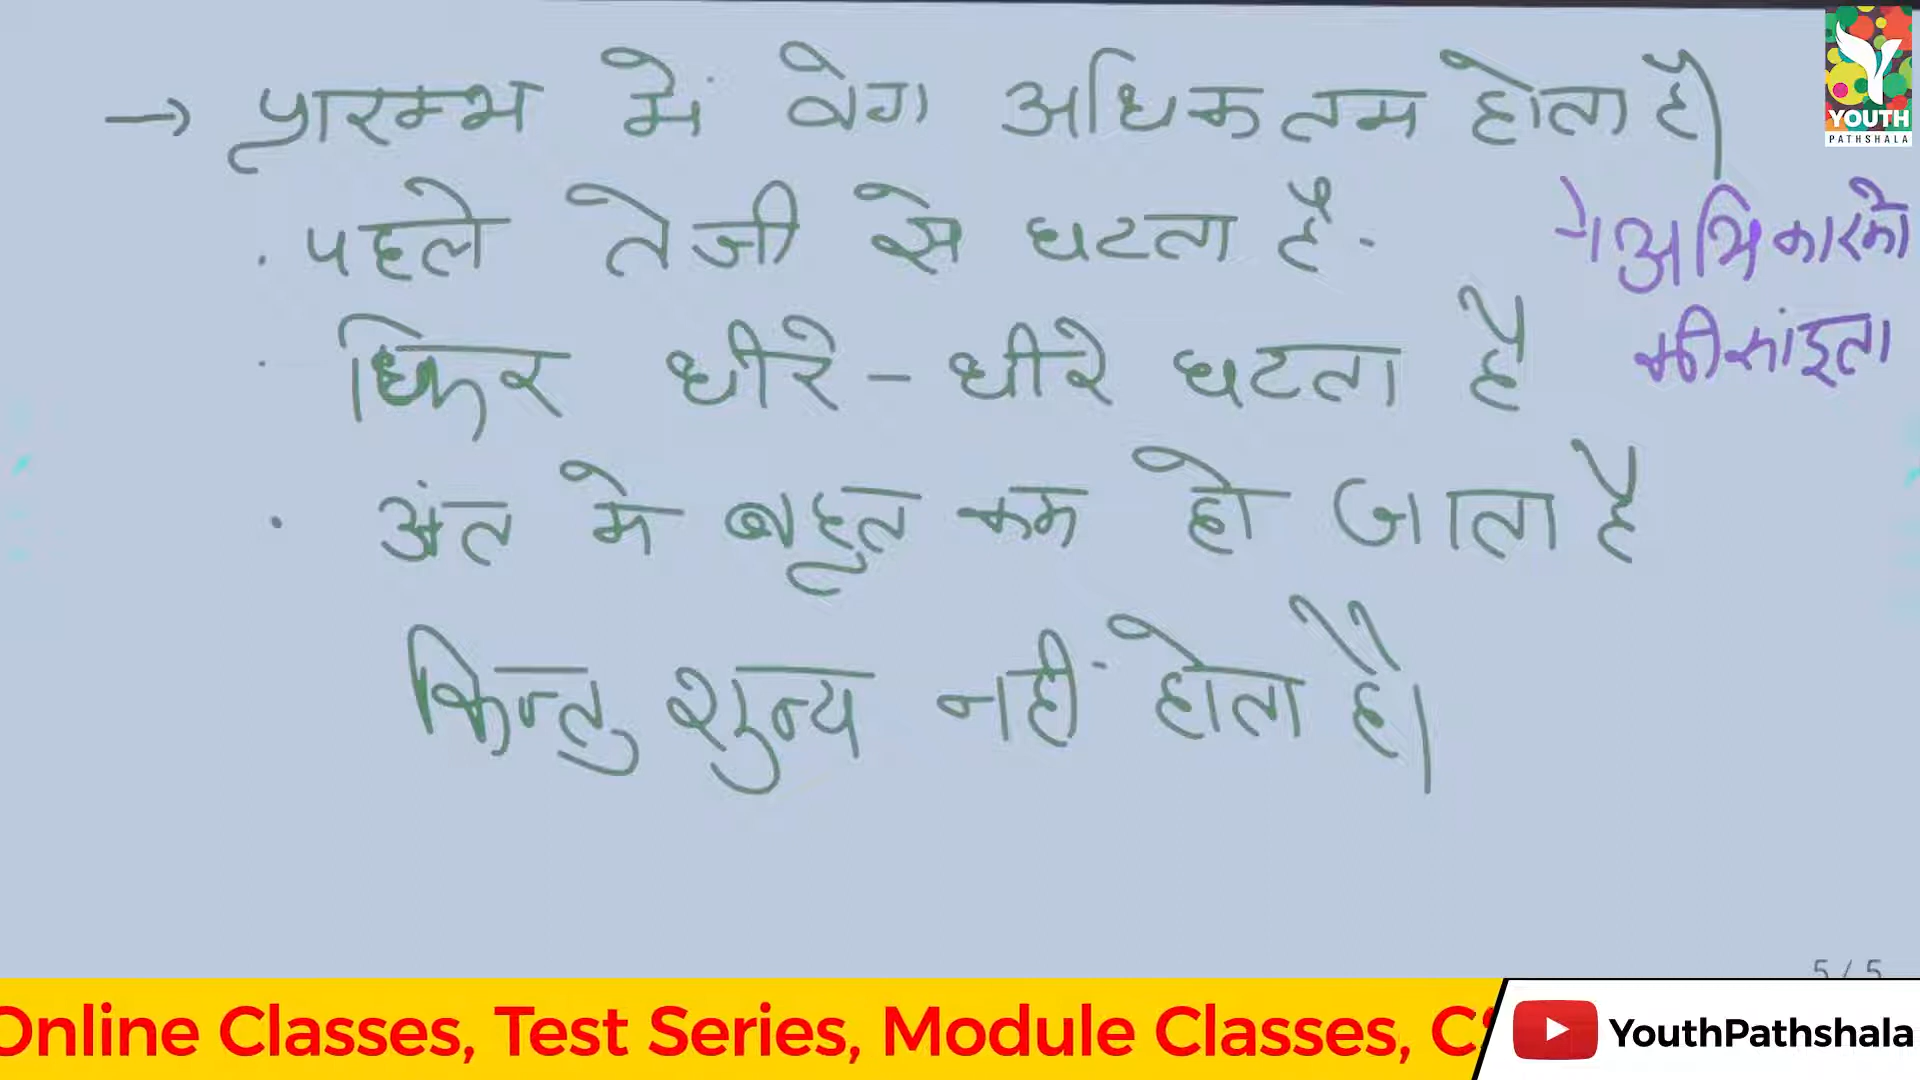 → प्रारम्भ में वेग अधिकतम होता है।
· पहले तेजी से घटता है.
→ अभिकारको
की सांद्रता
· फिर धीरे - धीरे घटता है
· अंत मे बहुत कम हो जाता है
किन्तु शुन्य नहीं होता है।
YOUTH
PATHSHALA
5 / 5
Online Classes, Test Series, Module Classes, C
YouthPathshala